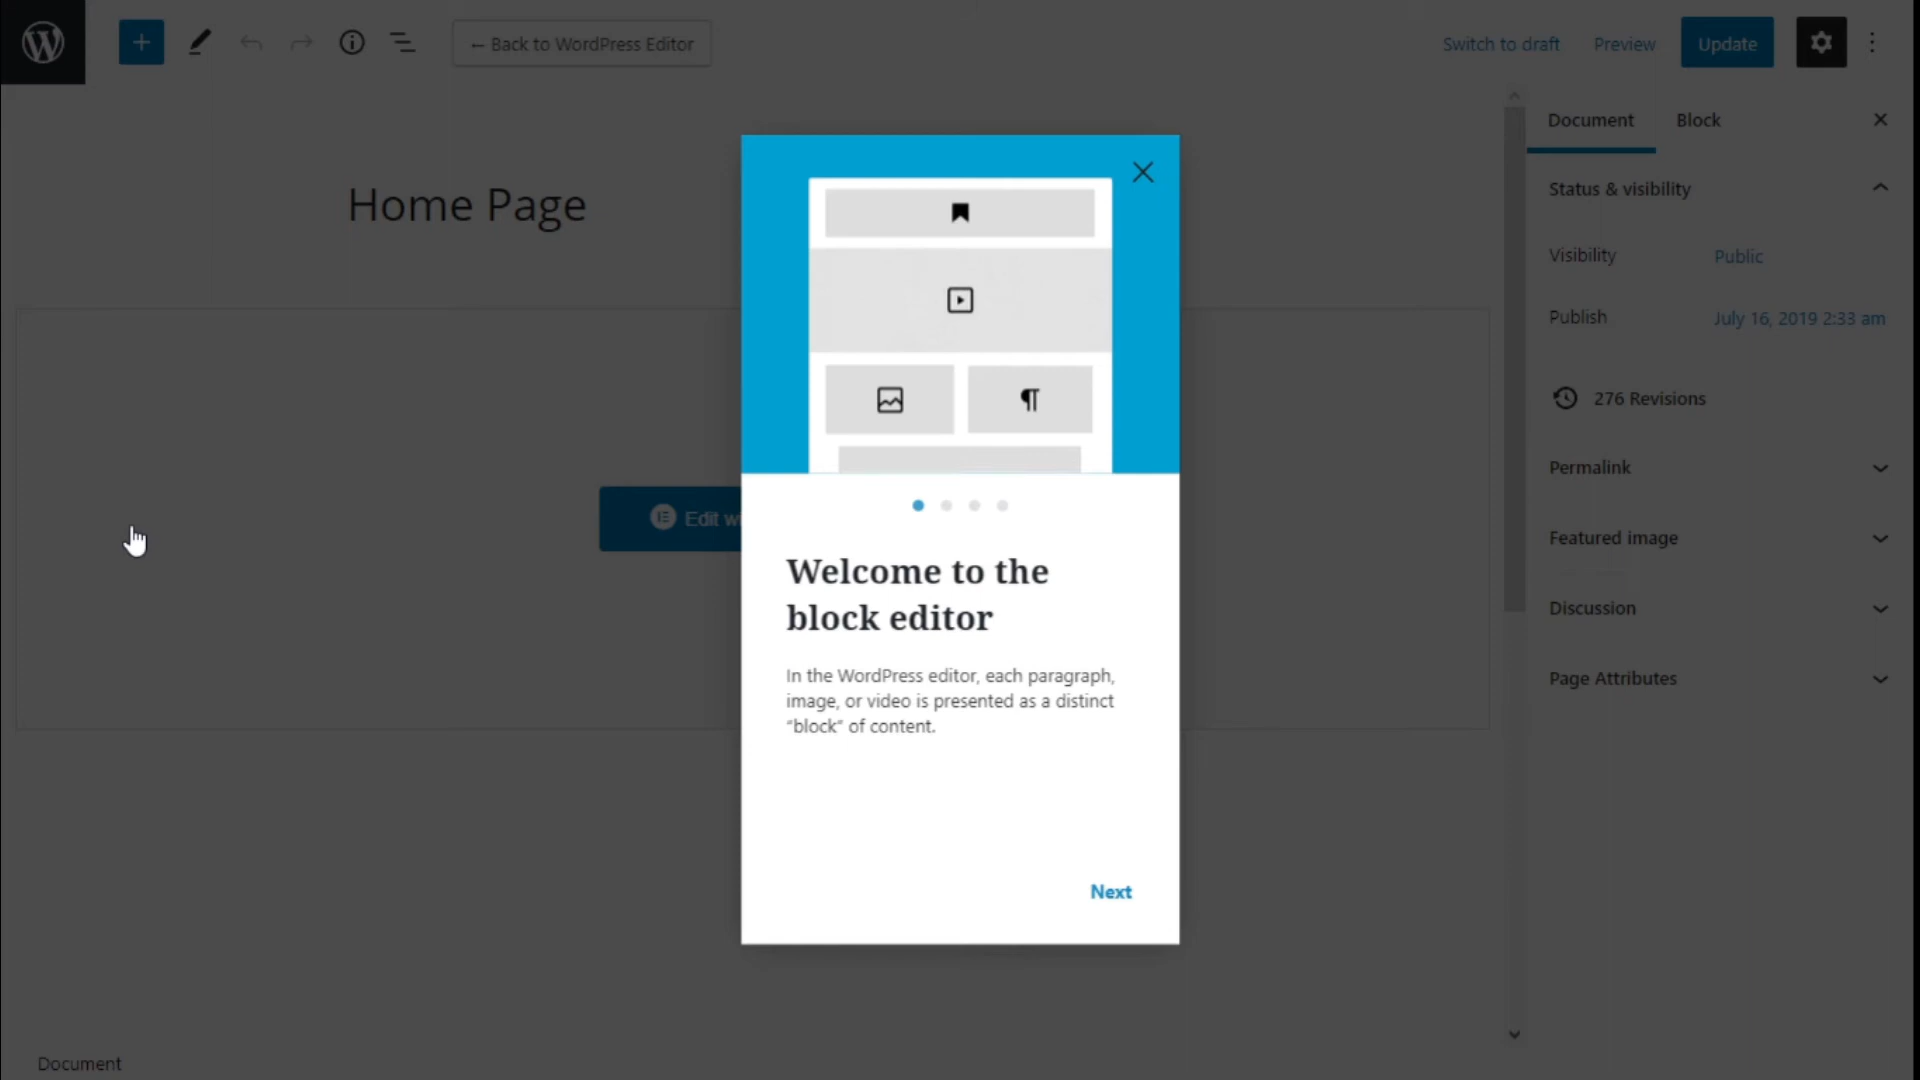 ← Back to WordPress Editor
Switch to draft
Preview
Update
Document
Block
Home Page
Status & visibility
Visibility
Public
Publish
July 16, 2019 2:33 am
276 Revisions
Permalink
Featured image
Discussion
Page Attributes
Edit
Welcome to the
block editor
In the WordPress editor, each paragraph,
image, or video is presented as a distinct
“block” of content.
Next
Document